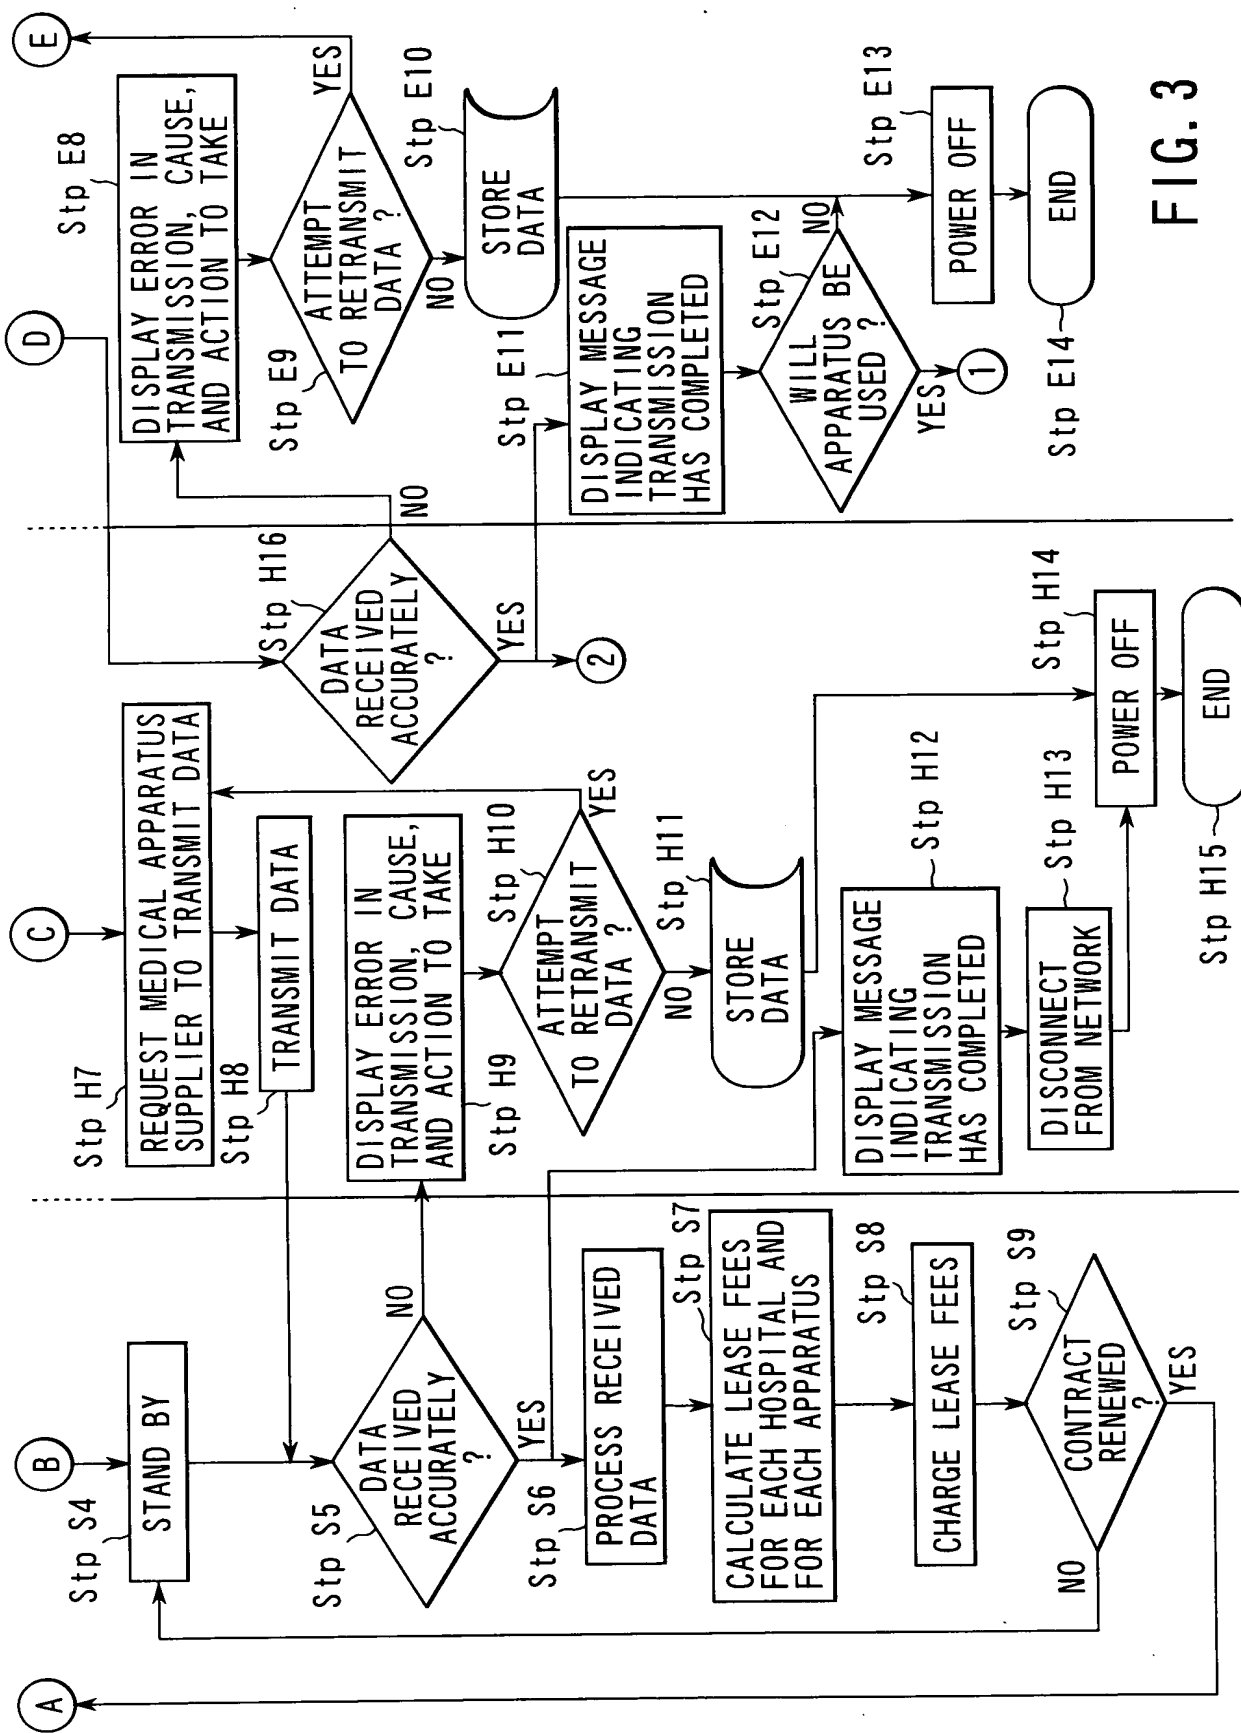 A
B
Stp S4
STAND BY
Stp S5
DATA
RECEIVED
ACCURATELY
?
NO
YES
Stp S6
PROCESS RECEIVED
DATA
Stp S7
CALCULATE LEASE FEES
FOR EACH HOSPITAL AND
FOR EACH APPARATUS
Stp S8
CHARGE LEASE FEES
Stp S9
CONTRACT
RENEWED
?
NO
YES
C
Stp H7
REQUEST MEDICAL APPARATUS
SUPPLIER TO TRANSMIT DATA
Stp H8
TRANSMIT DATA
DISPLAY ERROR IN
TRANSMISSION, CAUSE,
AND ACTION TO TAKE
Stp H9
Stp H10
ATTEMPT
TO RETRANSMIT
DATA ?
YES
NO
Stp H11
STORE
DATA
DISPLAY MESSAGE
INDICATING
TRANSMISSION
HAS COMPLETED
Stp H12
DISCONNECT
FROM NETWORK
Stp H13
POWER OFF
Stp H14
END
Stp H15
D
Stp H16
DATA
RECEIVED
ACCURATELY
?
NO
YES
2
E
Stp E8
DISPLAY ERROR IN
TRANSMISSION, CAUSE,
AND ACTION TO TAKE
Stp E9
ATTEMPT
TO RETRANSMIT
DATA ?
YES
NO
Stp E10
STORE
DATA
Stp E11
DISPLAY MESSAGE
INDICATING
TRANSMISSION
HAS COMPLETED
Stp E12
WILL
APPARATUS BE
USED ?
NO
YES
1
Stp E13
POWER OFF
END
Stp E14
FIG. 3